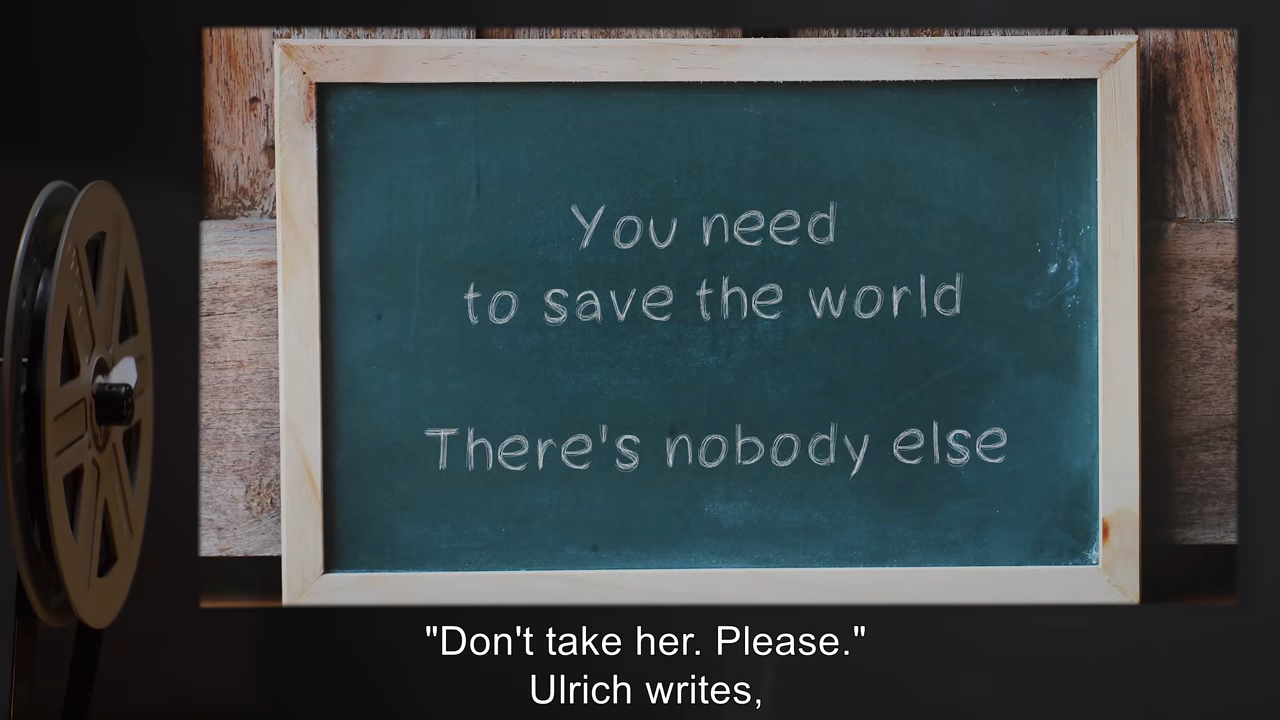 You need
to save the world
There's nobody else
"Don't take her. Please."
Ulrich writes,